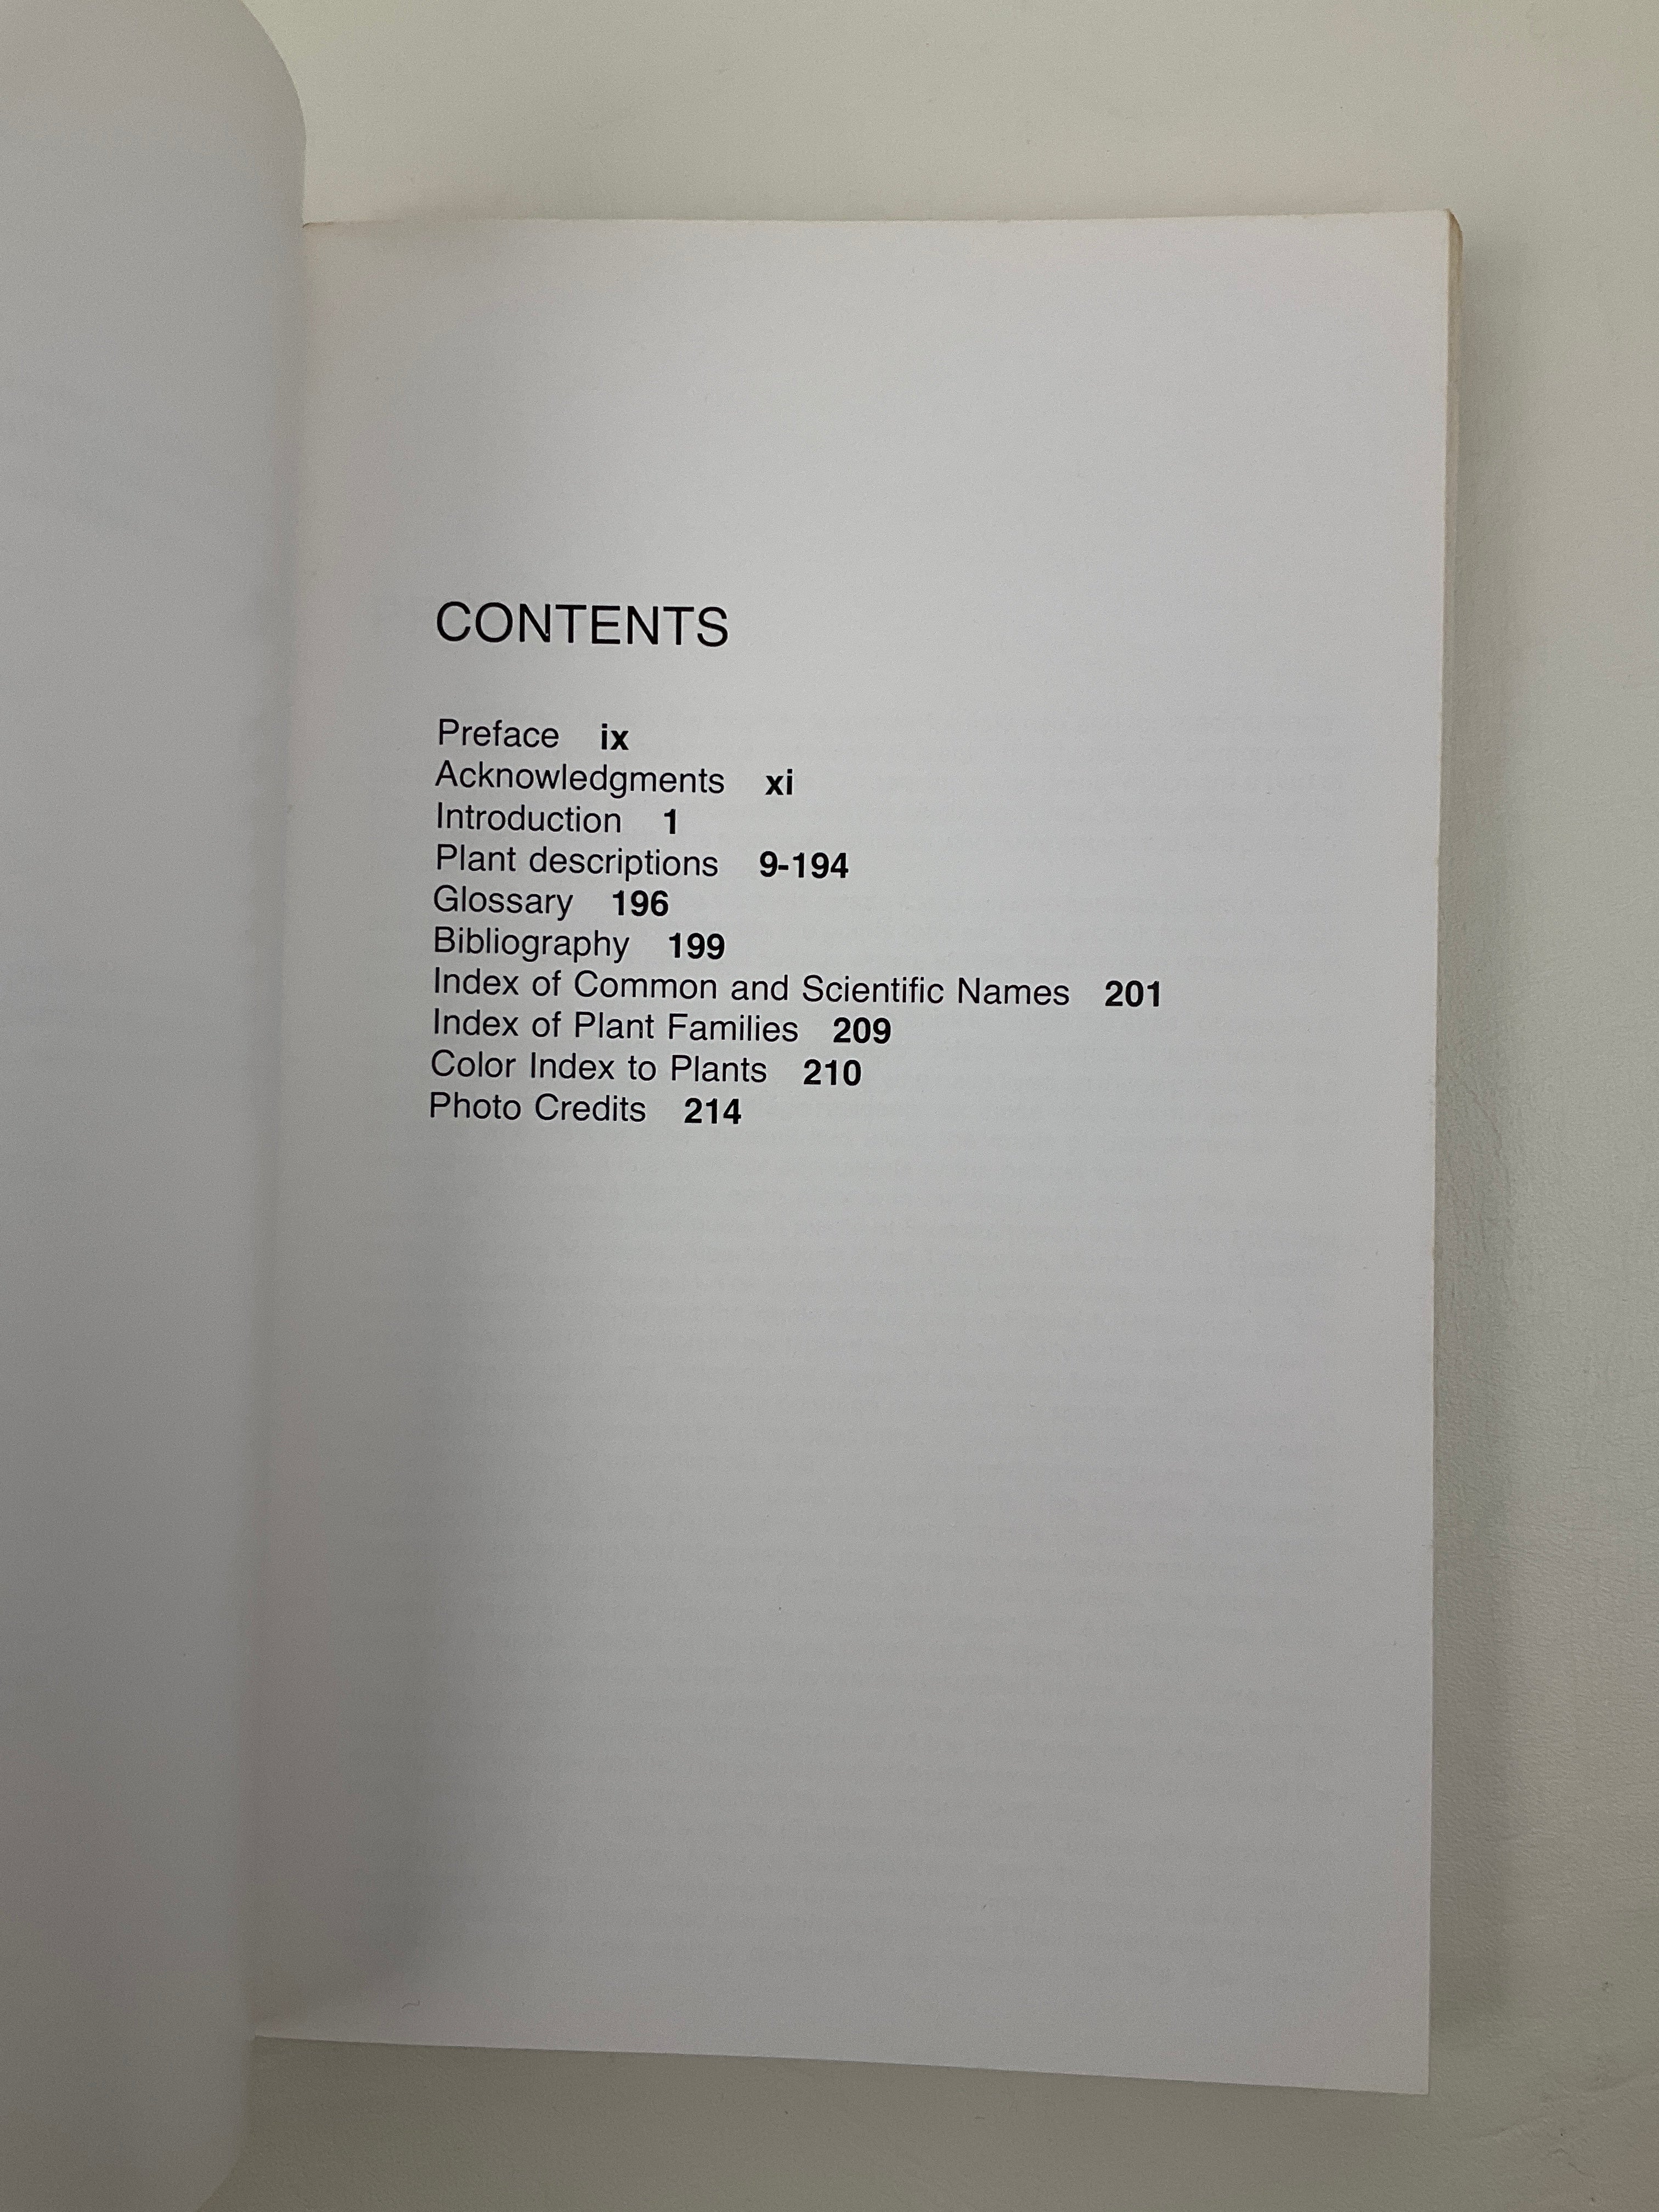 CONTENTS
Preface ix
Acknowledgments xi
Introduction 1
Plant descriptions 9-194
Glossary 196
Bibliography 199
Index of Common and Scientific Names 201
Index of Plant Families 209
Color Index to Plants 210
Photo Credits 214